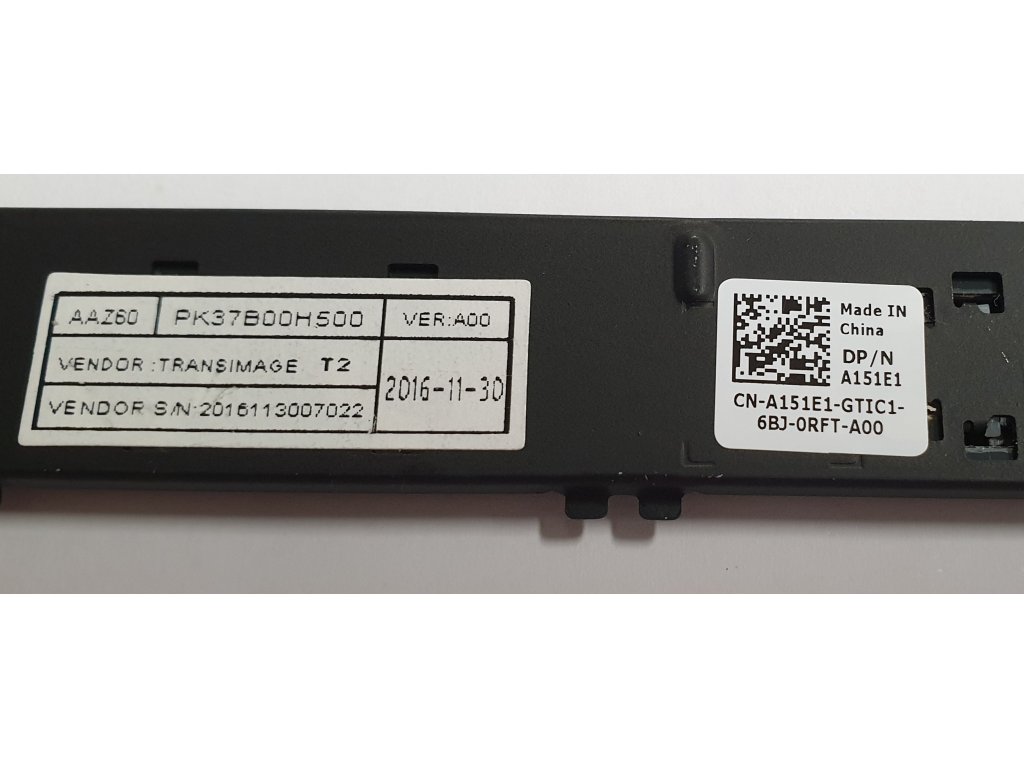 AAZ60 PK37B00H500 VER:A00
VENDOR :TRANSIMAGE T2
2016-11-30
VENDOR S/N:2016113007022
Made IN
China
DP/N
A151E1
CN-A151E1-GTIC1-
6BJ-0RFT-A00